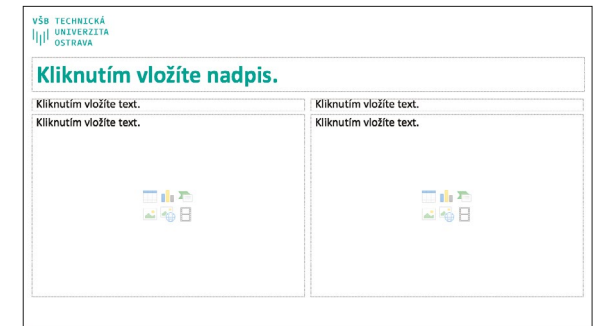 VŠB TECHNICKÁ
UNIVERZITA
OSTRAVA
Kliknutím vložíte nadpis.
Kliknutím vložíte text.
Kliknutím vložíte text.
Kliknutím vložíte text.
Kliknutím vložíte text.